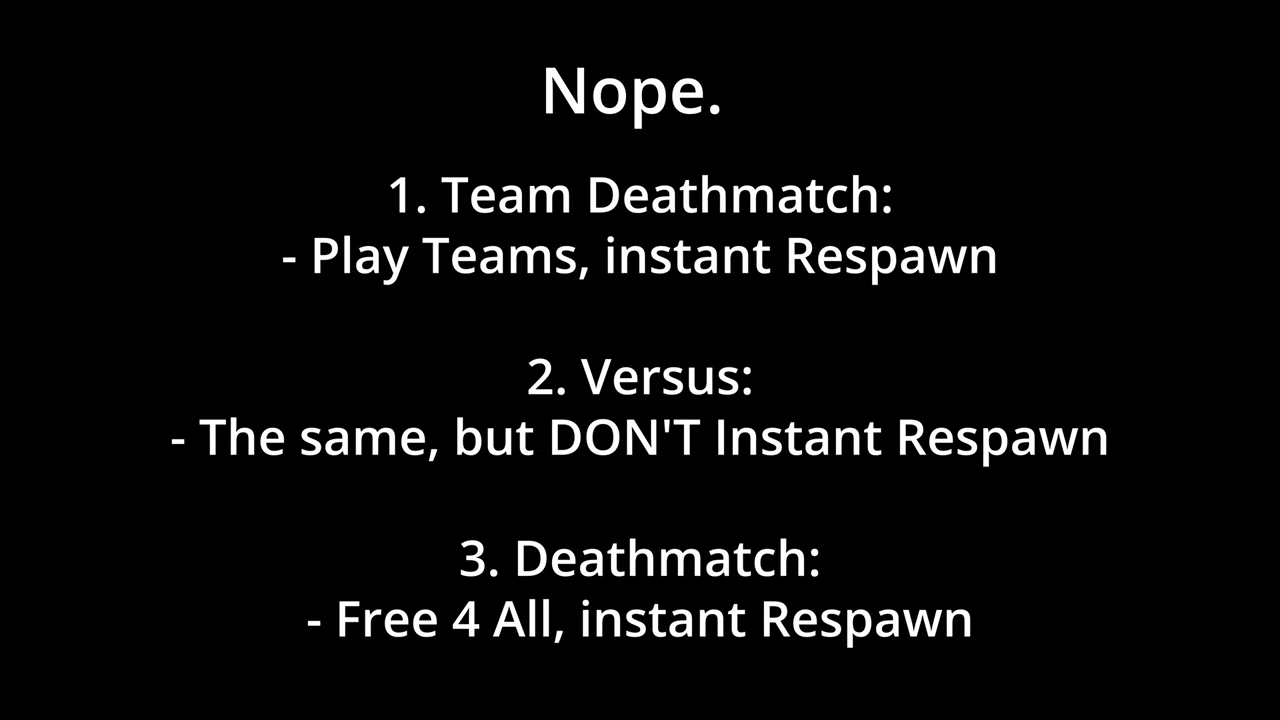 Nope.
1. Team Deathmatch:
- Play Teams, instant Respawn
2. Versus:
- The same, but DON'T Instant Respawn
3. Deathmatch:
- Free 4 All, instant Respawn